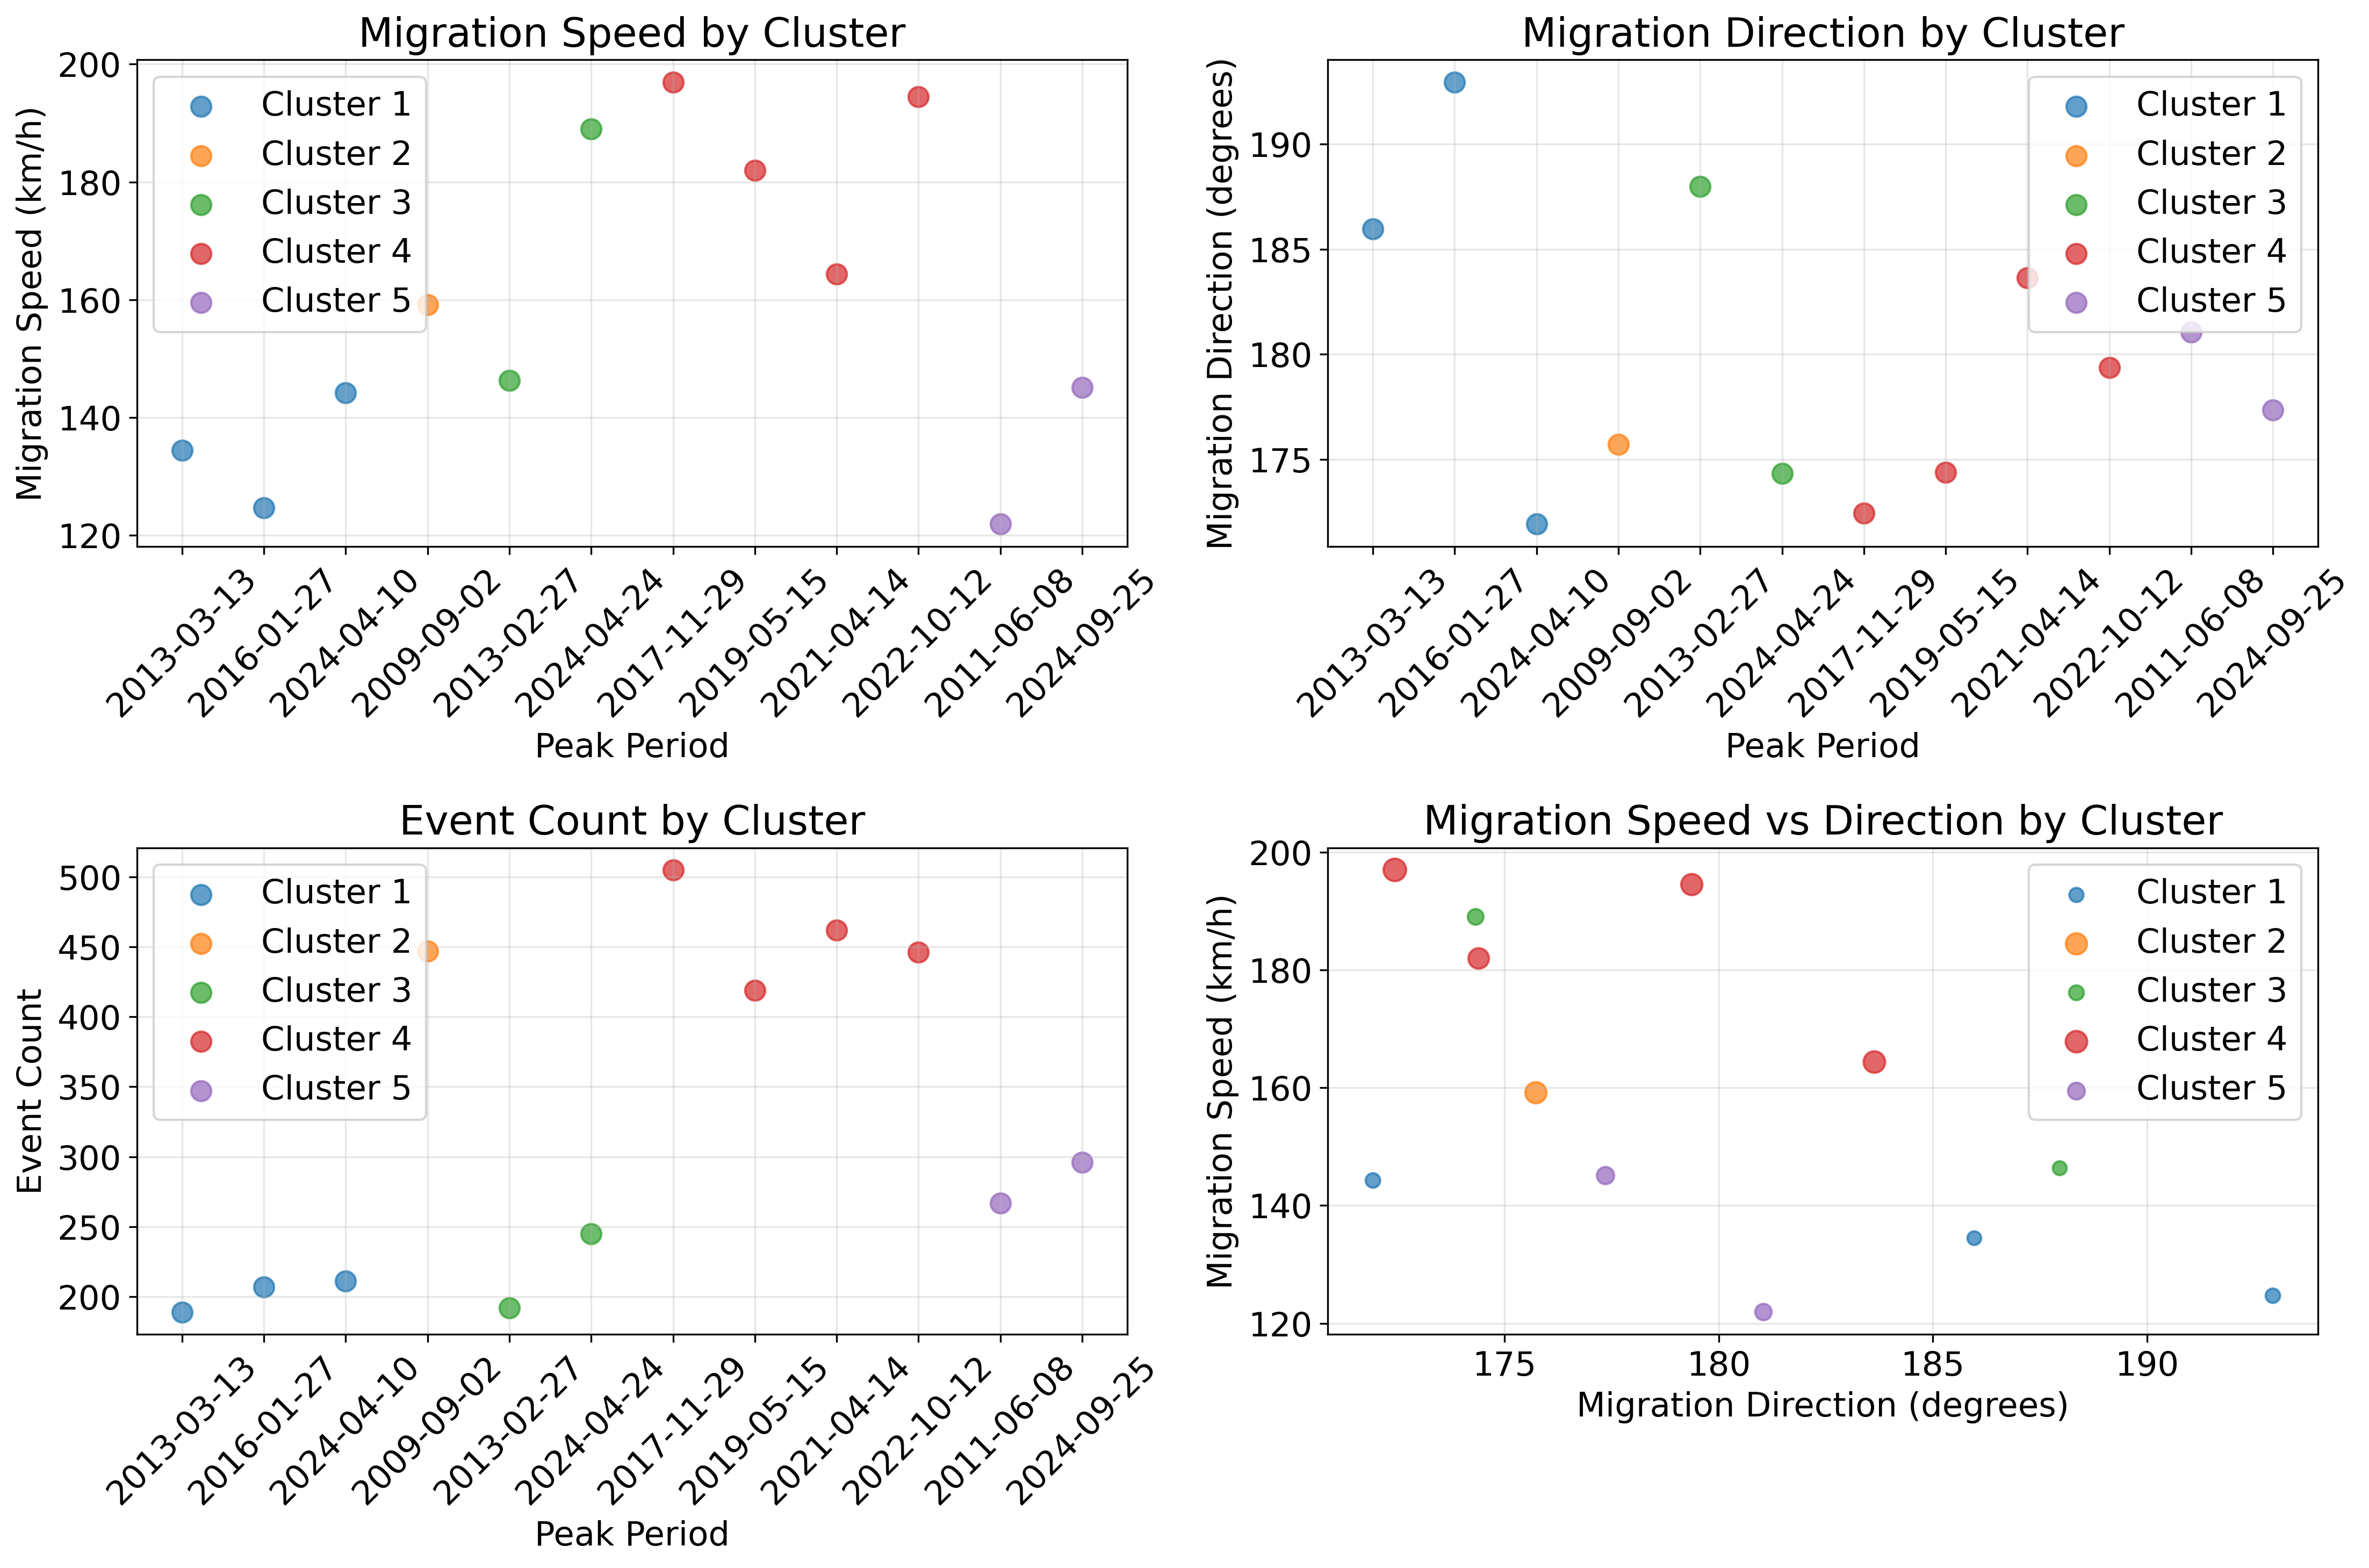 Migration Speed by Cluster
Migration Speed (km/h)
200
180
160
140
120
Cluster 1
Cluster 2
Cluster 3
Cluster 4
Cluster 5
2013-03-13
2016-01-27
2024-04-10
2009-09-02
2013-02-27
2024-04-24
2017-11-29
2019-05-15
2021-04-14
2022-10-12
2011-06-08
2024-09-25
Peak Period
Migration Direction by Cluster
Migration Direction (degrees)
190
185
180
175
Cluster 1
Cluster 2
Cluster 3
Cluster 4
Cluster 5
2013-03-13
2016-01-27
2024-04-10
2009-09-02
2013-02-27
2024-04-24
2017-11-29
2019-05-15
2021-04-14
2022-10-12
2011-06-08
2024-09-25
Peak Period
Event Count by Cluster
Event Count
500
450
400
350
300
250
200
Cluster 1
Cluster 2
Cluster 3
Cluster 4
Cluster 5
2013-03-13
2016-01-27
2024-04-10
2009-09-02
2013-02-27
2024-04-24
2017-11-29
2019-05-15
2021-04-14
2022-10-12
2011-06-08
2024-09-25
Peak Period
Migration Speed vs Direction by Cluster
Migration Speed (km/h)
200
180
160
140
120
Cluster 1
Cluster 2
Cluster 3
Cluster 4
Cluster 5
175
180
185
190
Migration Direction (degrees)